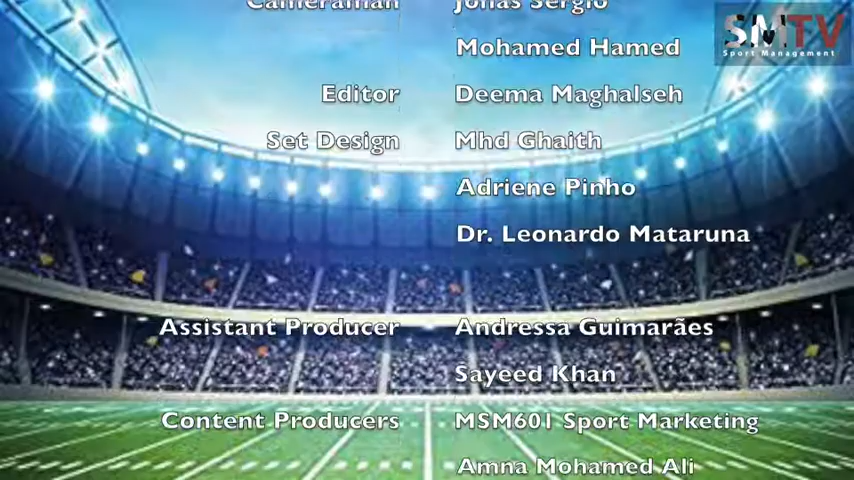 Cameraman Jonas Sergio
Mohamed Hamed
Editor Deema Maghalseh
Set Design Mhd Ghaith
Adriene Pinho
Dr. Leonardo Mataruna
Assistant Producer Andressa Guimarães
Sayeed Khan
Content Producers MSM601 Sport Marketing
Amna Mohamed Ali
SMTV
Sport Management